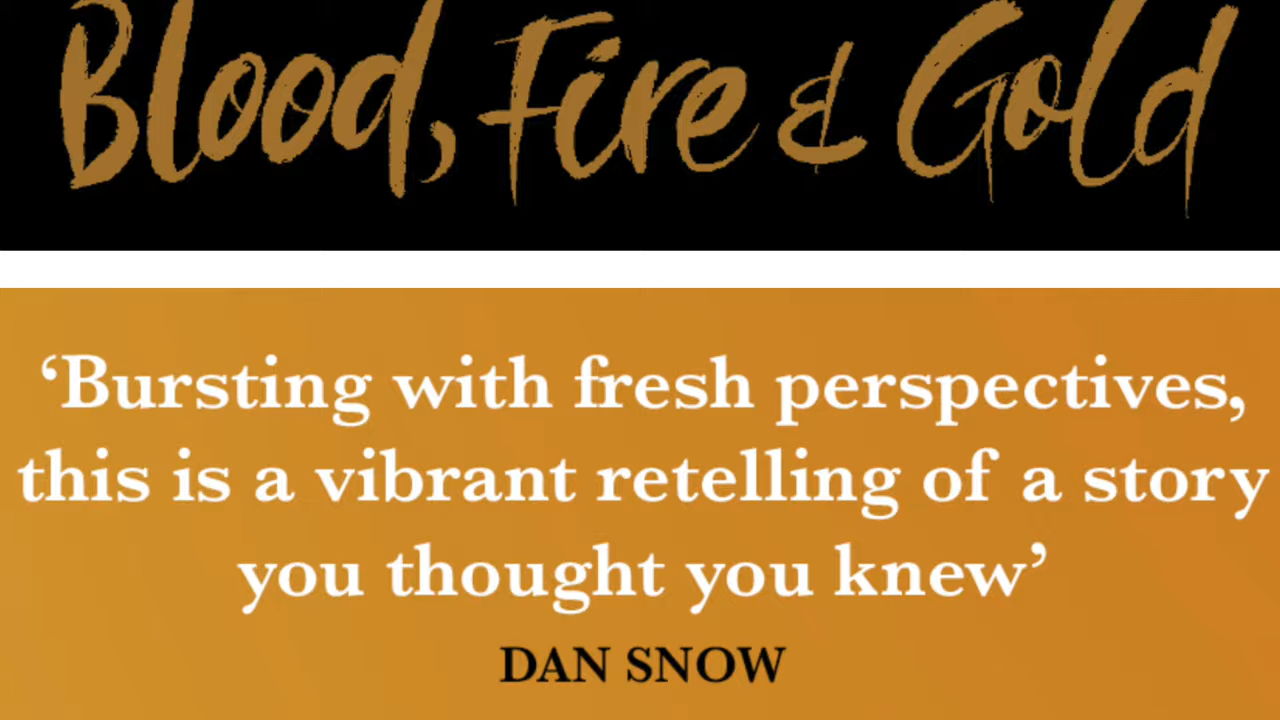 Blood, Fire & Gold
‘Bursting with fresh perspectives,
this is a vibrant retelling of a story
you thought you knew’
DAN SNOW